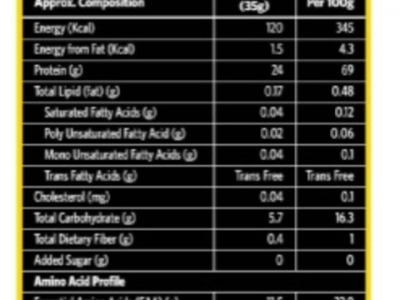 Approx. Composition (35g) Per 100g
Energy (Kcal) 120 345
Energy from Fat (Kcal) 1.5 4.3
Protein (g) 24 69
Total Lipid (fat) (g) 0.17 0.48
Saturated Fatty Acids (g) 0.04 0.12
Poly Unsaturated Fatty Acid (g) 0.02 0.06
Mono Unsaturated Fatty Acids (g) 0.04 0.1
Trans Fatty Acids (g) Trans Free Trans Free
Cholesterol (mg) 0.04 0.1
Total Carbohydrate (g) 5.7 16.3
Total Dietary Fiber (g) 0.4 1
Added Sugar (g) 0 0
Amino Acid Profile